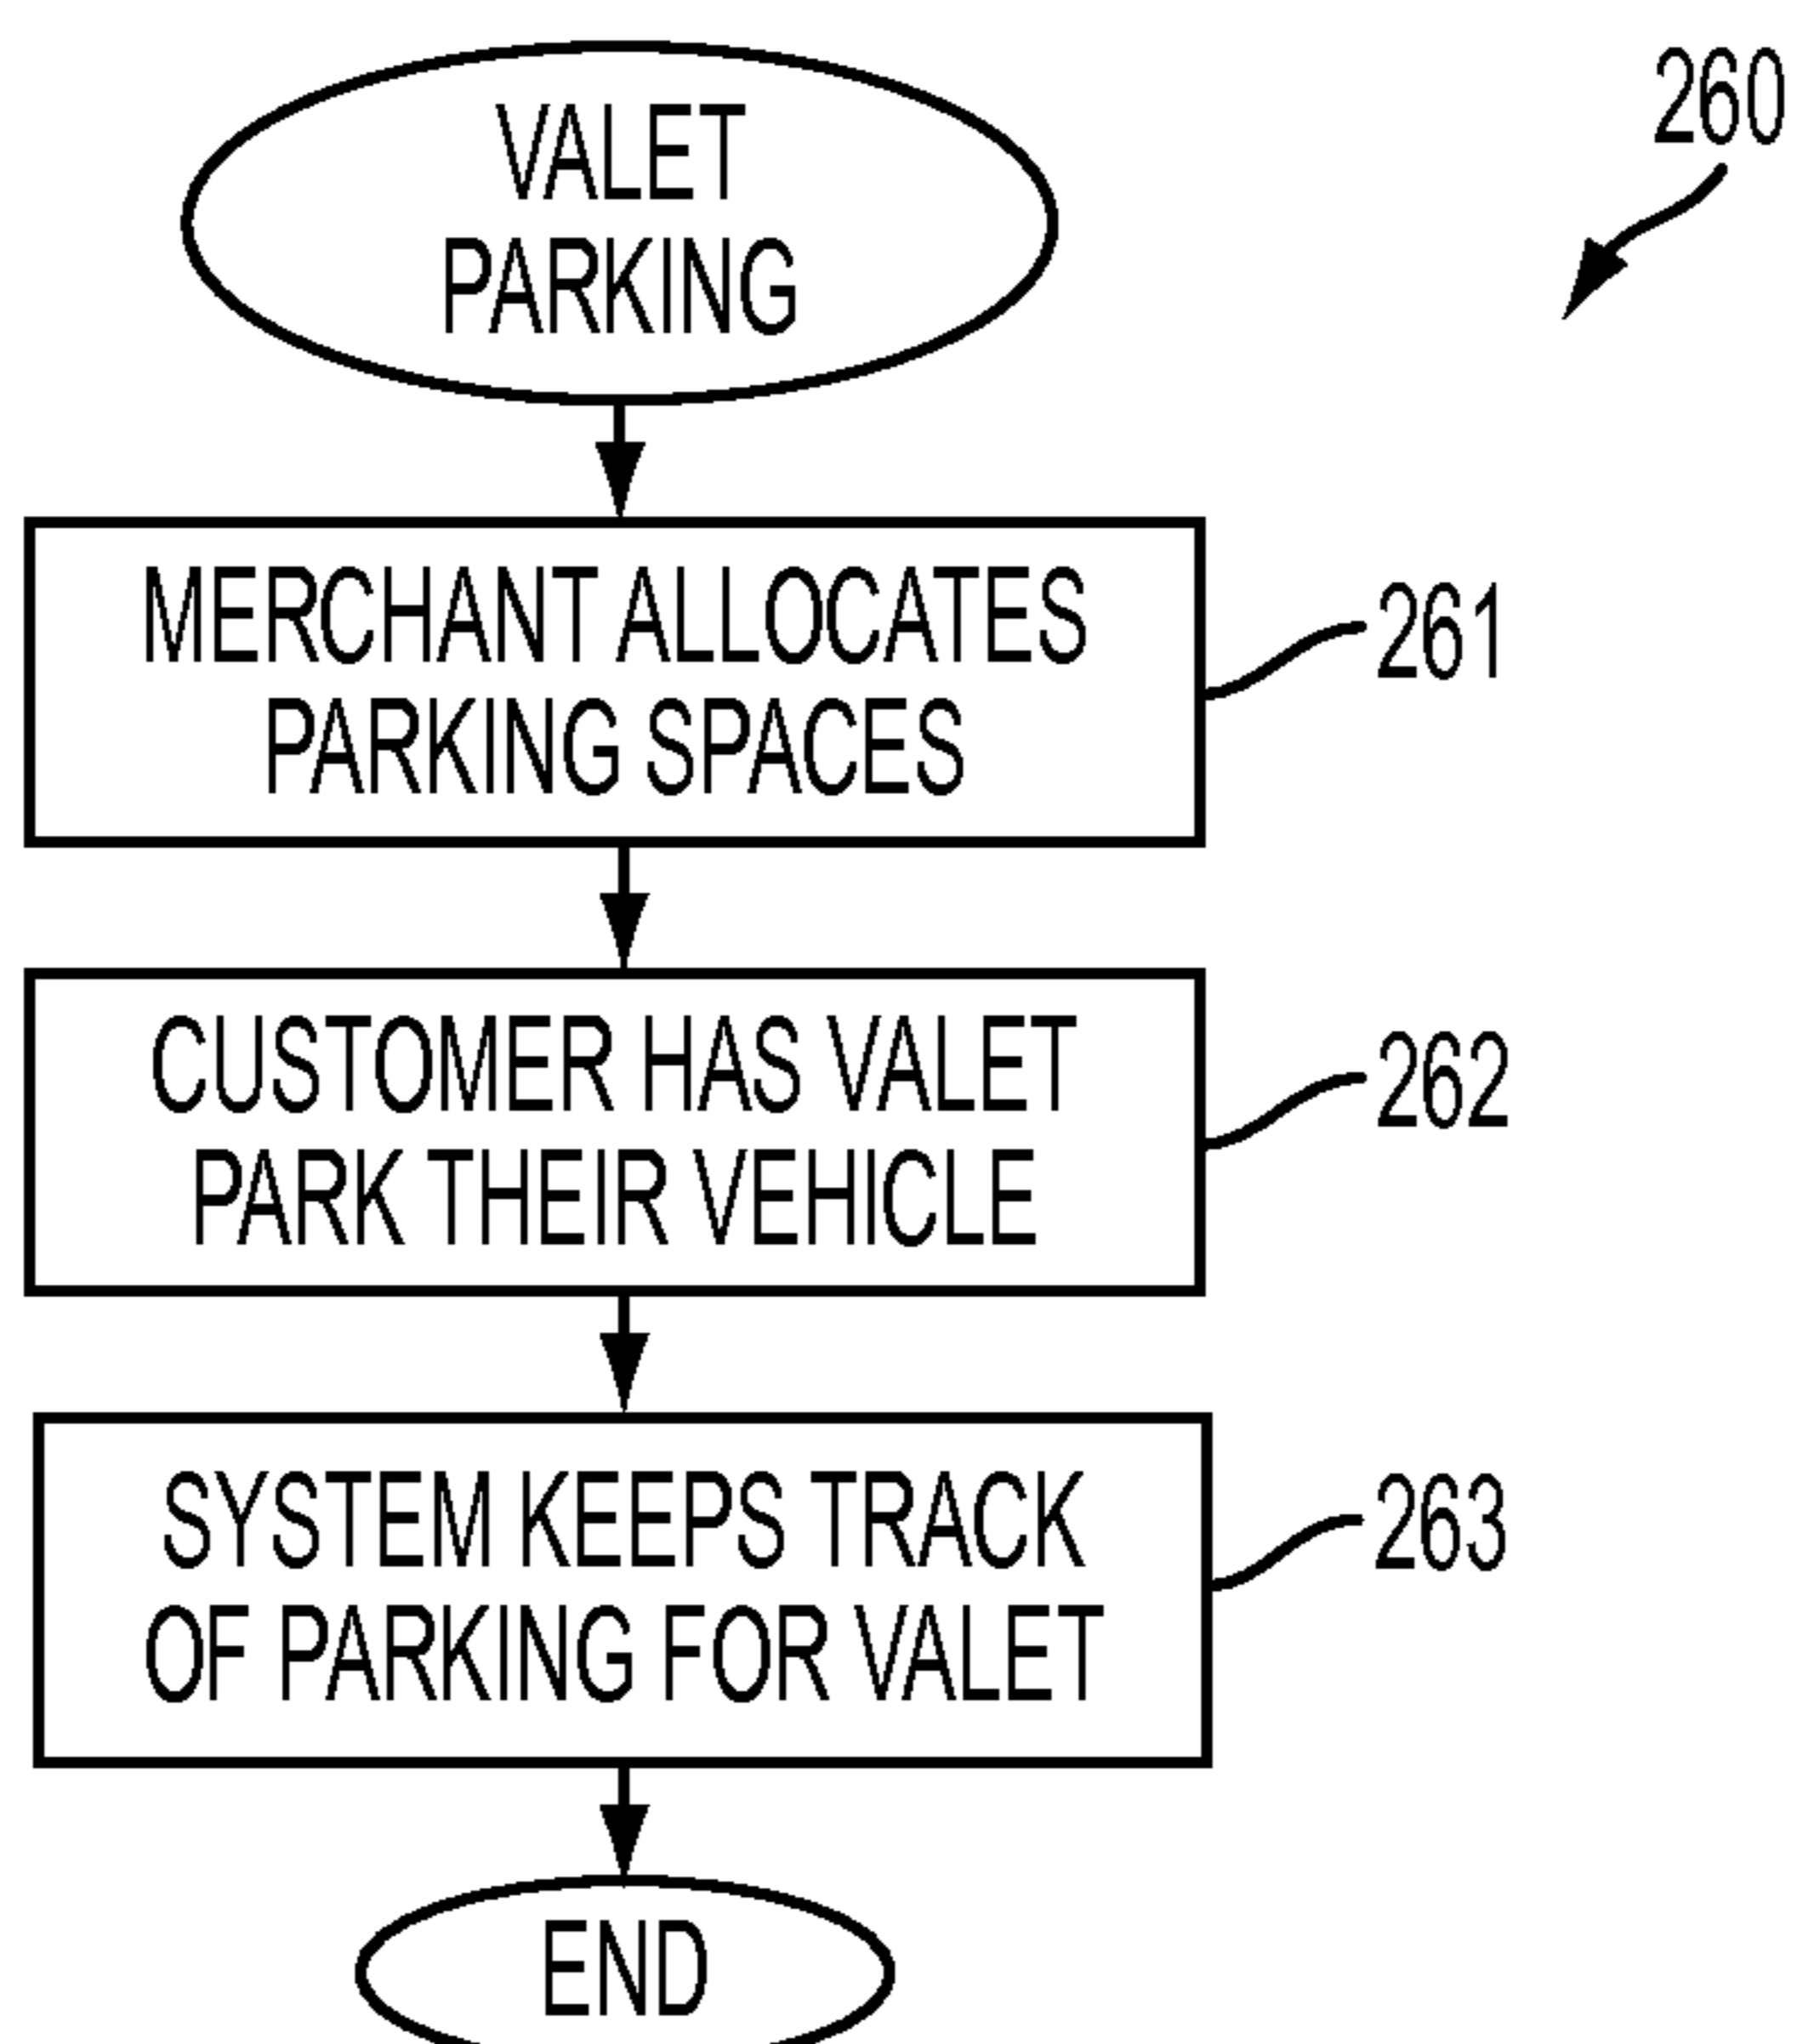 VALET
PARKING
260
MERCHANT ALLOCATES
PARKING SPACES
261
CUSTOMER HAS VALET
PARK THEIR VEHICLE
262
SYSTEM KEEPS TRACK
OF PARKING FOR VALET
263
END